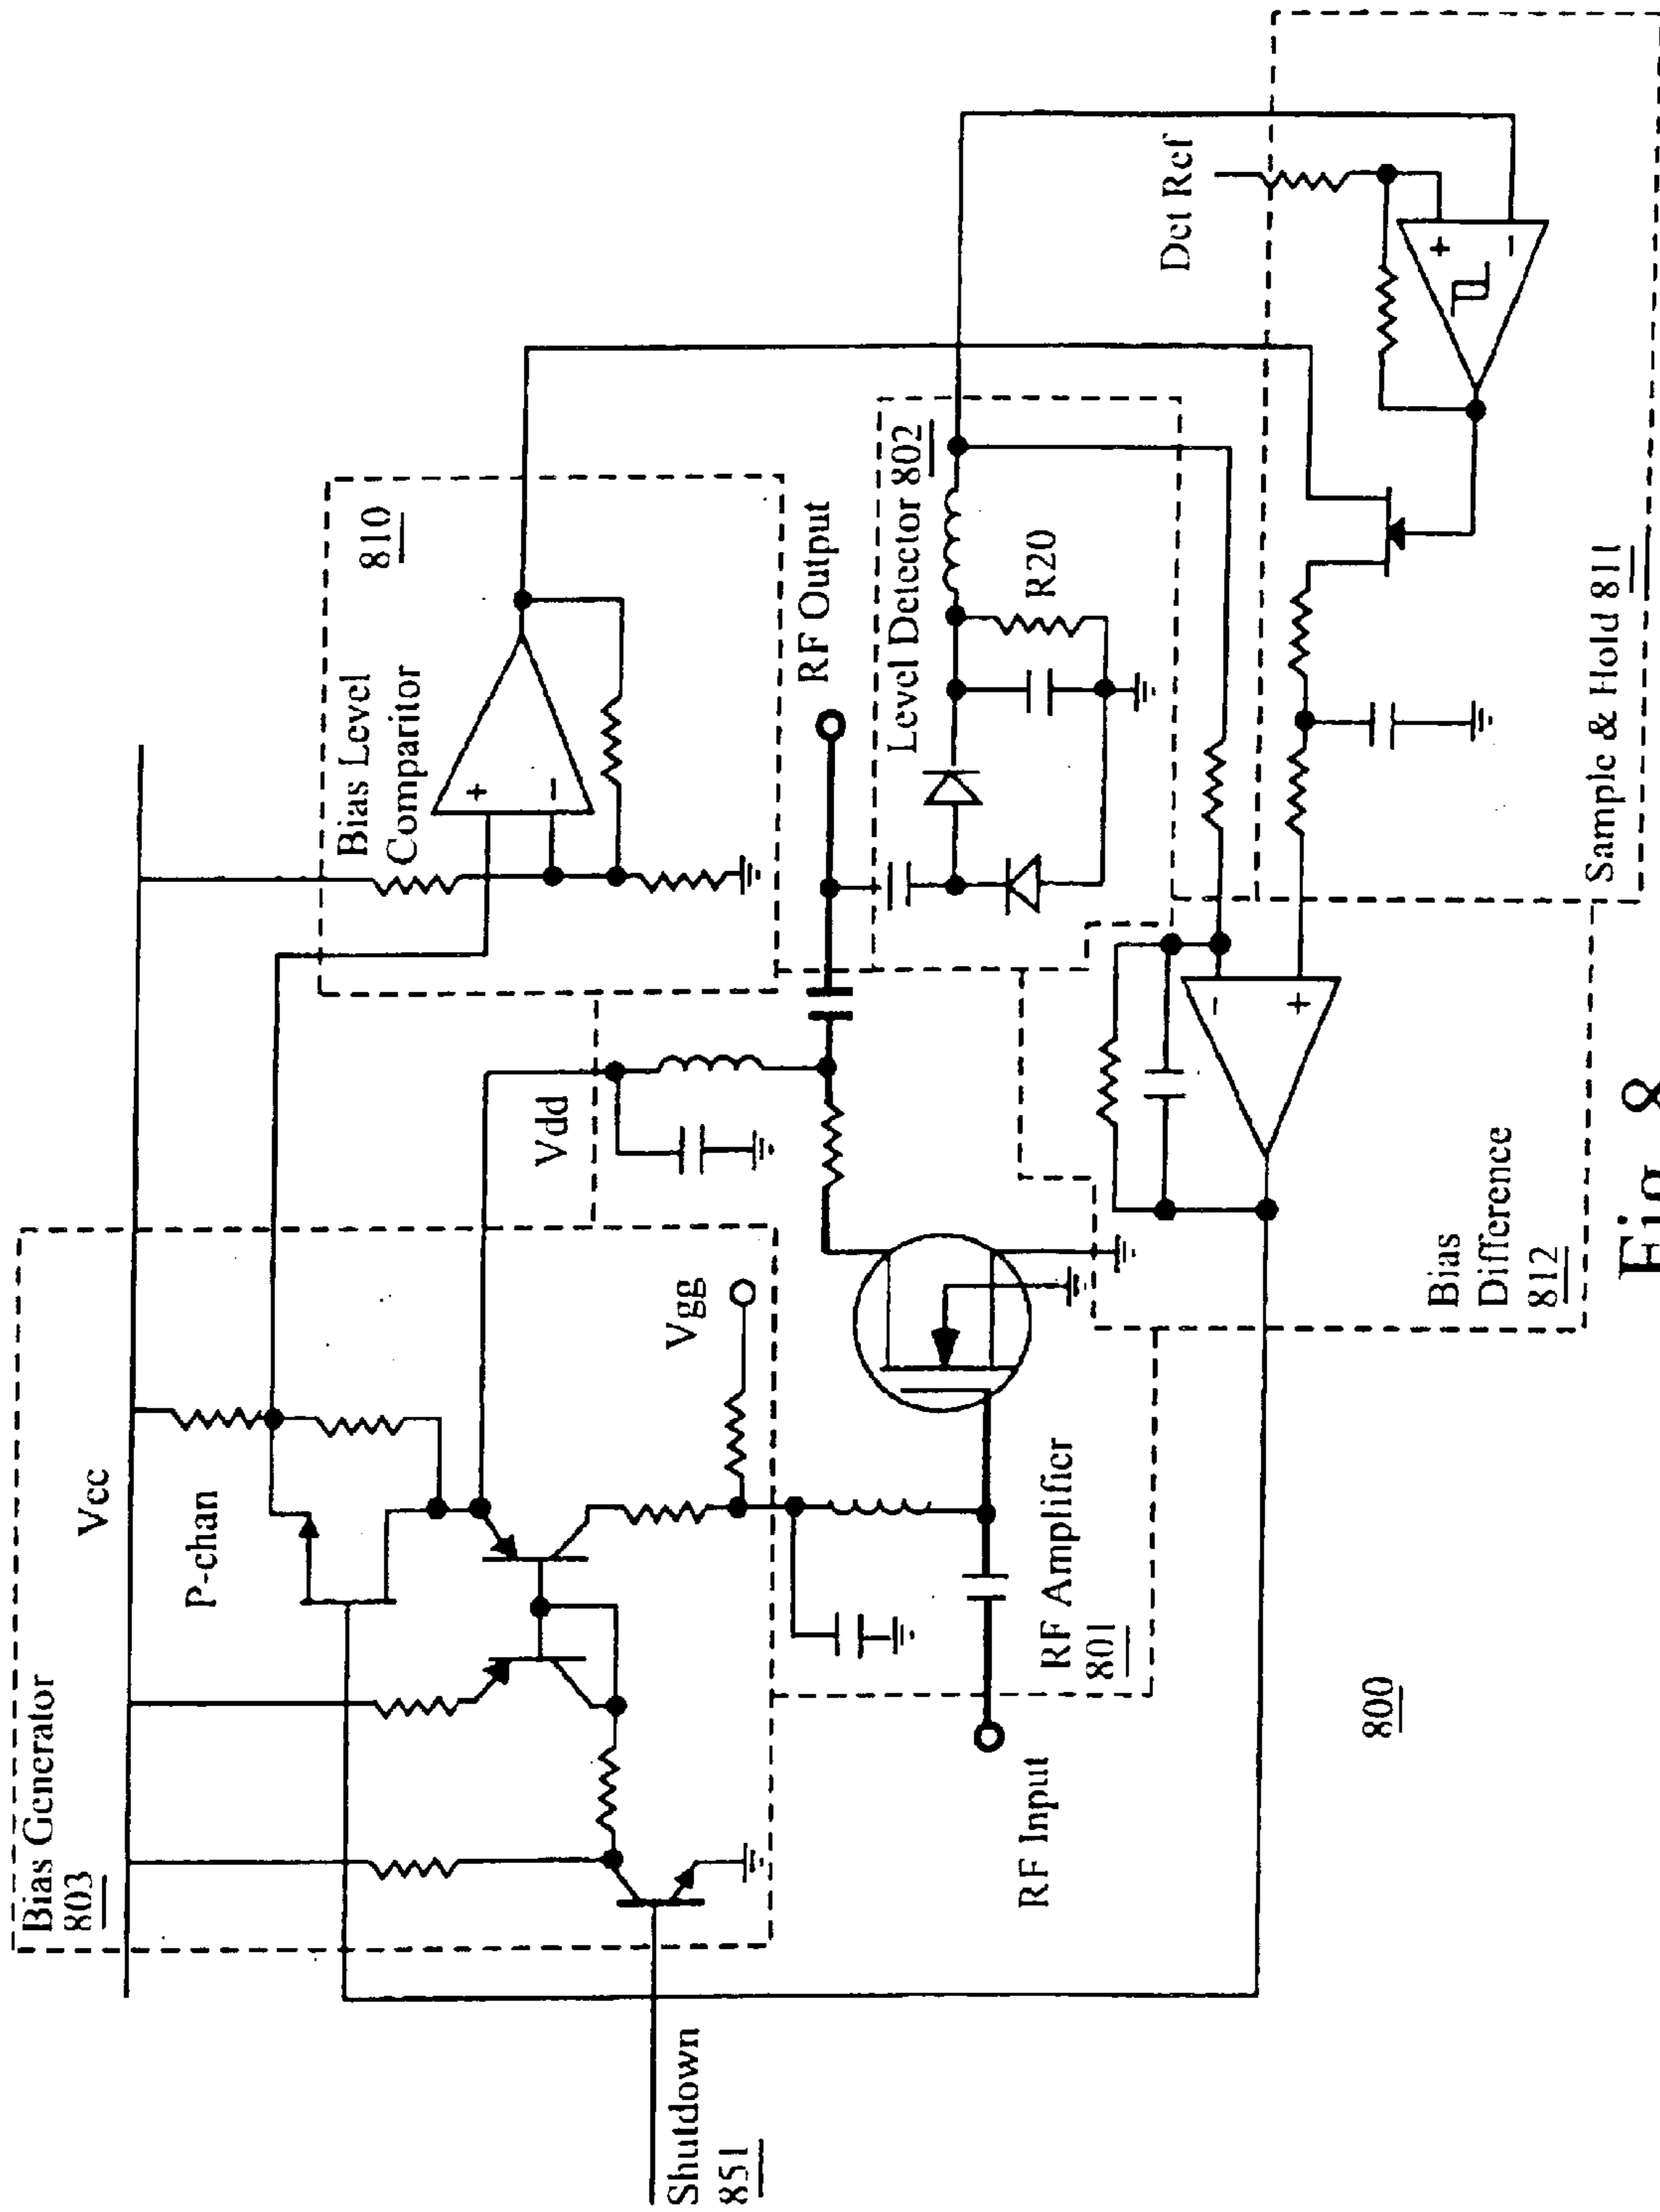 Bias Generator
803
Vcc
P-chan
Vgg
Vdd
Bias Level
Comparitor
810
+
−
RF Output
Level Detector 802
R20
Det Ref
+
−
Sample & Hold 811
−
+
Bias
Difference
812
RF Amplifier
801
RF Input
Shutdown
851
800
Fig. 8